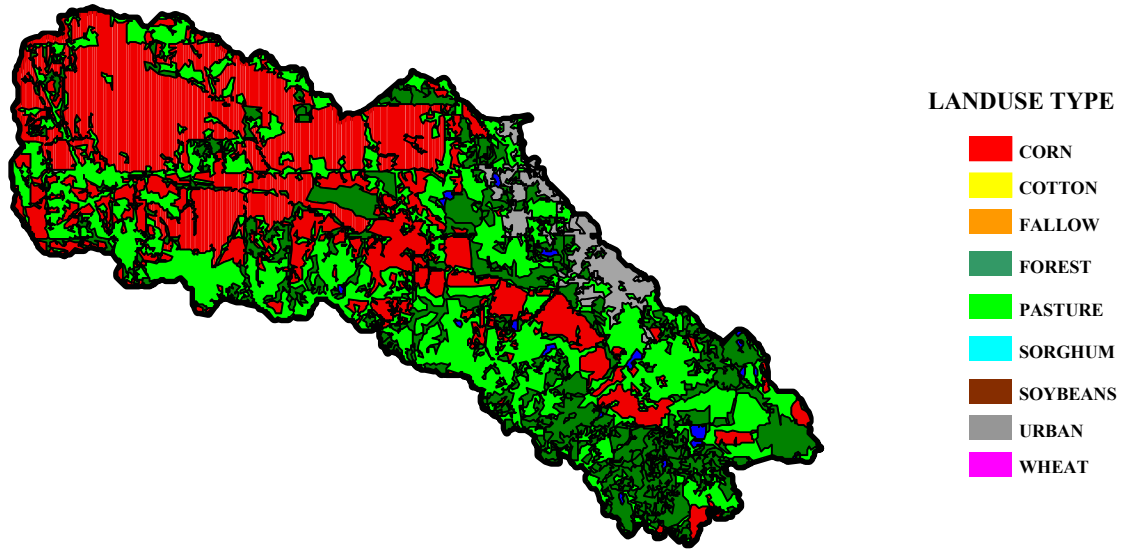 LANDUSE TYPE
CORN
COTTON
FALLOW
FOREST
PASTURE
SORGHUM
SOYBEANS
URBAN
WHEAT